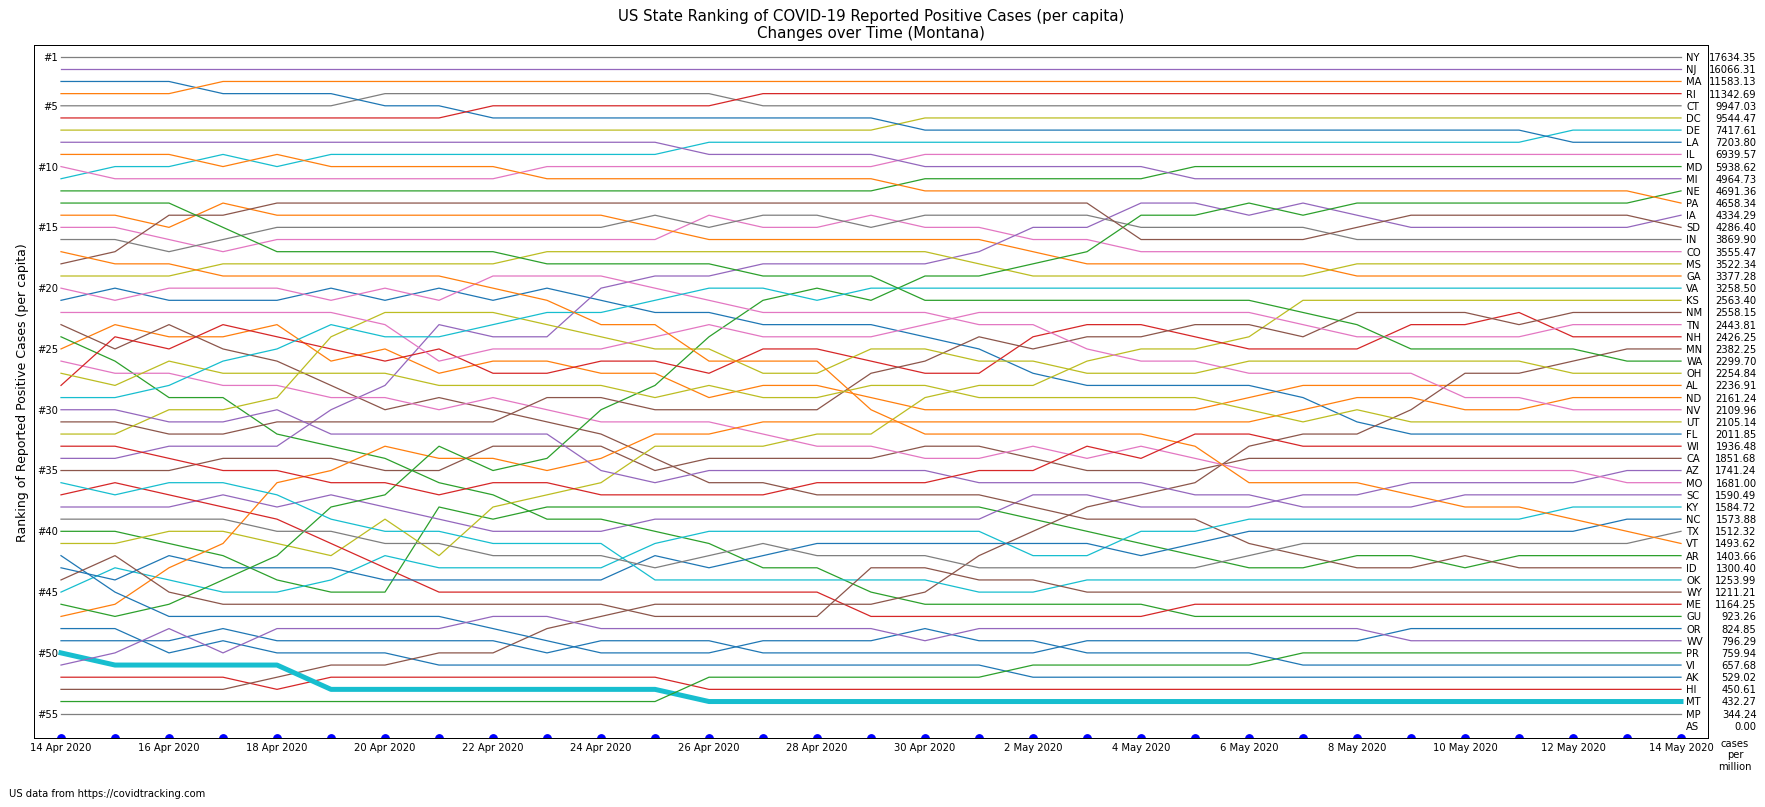 US State Ranking of COVID-19 Reported Positive Cases (per capita)
Changes over Time (Montana)
Ranking of Reported Positive Cases (per capita)
#1
#5
#10
#15
#20
#25
#30
#35
#40
#45
#50
#55
NY 17634.35
NJ 16066.31
MA 11583.13
RI 11342.69
CT 9947.03
DC 9544.47
DE 7417.61
LA 7203.80
IL 6939.57
MD 5938.62
MI 4964.73
NE 4691.36
PA 4658.34
IA 4334.29
SD 4286.40
IN 3869.90
CO 3555.47
MS 3522.34
GA 3377.28
VA 3258.50
KS 2563.40
NM 2558.15
TN 2443.81
NH 2426.25
MN 2382.25
WA 2299.70
OH 2254.84
AL 2236.91
ND 2161.24
NV 2109.96
UT 2105.14
FL 2011.85
WI 1936.48
CA 1851.68
AZ 1741.24
MO 1681.00
SC 1590.49
KY 1584.72
NC 1573.88
TX 1512.32
VT 1493.62
AR 1403.66
ID 1300.40
OK 1253.99
WY 1211.21
ME 1164.25
GU 923.26
OR 824.85
WV 796.29
PR 759.94
VI 657.68
AK 529.02
HI 450.61
MT 432.27
MP 344.24
AS 0.00
14 Apr 2020 16 Apr 2020 18 Apr 2020 20 Apr 2020 22 Apr 2020 24 Apr 2020 26 Apr 2020 28 Apr 2020 30 Apr 2020 2 May 2020 4 May 2020 6 May 2020 8 May 2020 10 May 2020 12 May 2020 14 May 2020
cases
per
million
US data from https://covidtracking.com